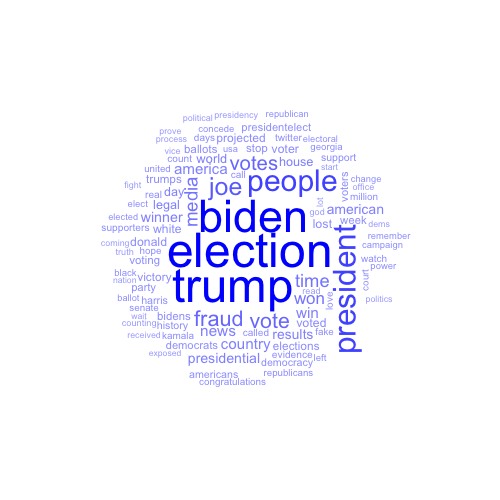 political presidency republican
prove concede presidentelect
process days projected twitter electoral
vice ballots usa stop voter georgia
count world votes house support
united america call start
trumps media joe people change
fight day office
real lot voters million
elect legal biden god american
elected winner week dems
supporters white lost remember
coming donald election president campaign
truth hope watch
voting power
black victory trump time court
nation party read
ballot harris won love politics
senate bidens fraud vote win
wait
counting history news voted fake
received kamala called results
democrats country elections
exposed presidential evidence left
democracy
americans republicans
congratulations